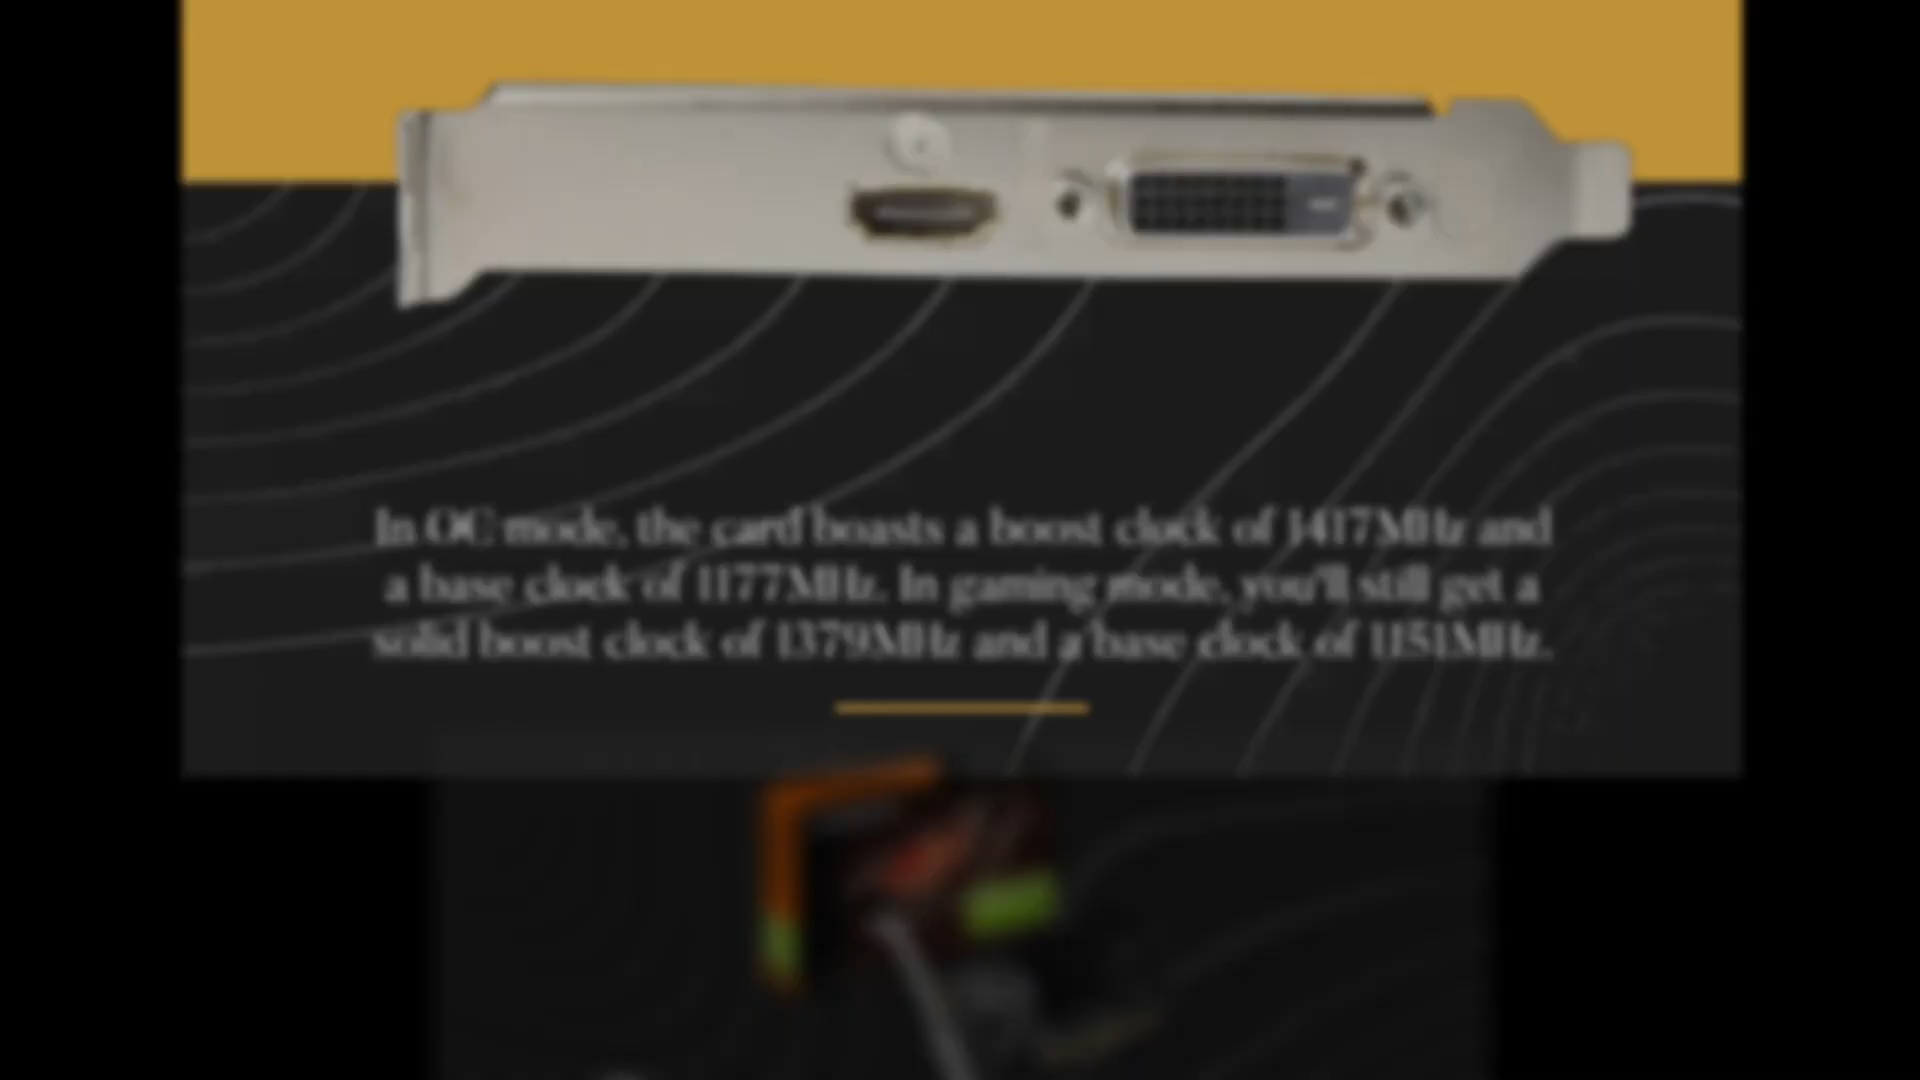 In OC mode, the card boasts a boost clock of 1417MHz and
a base clock of 1177MHz. In gaming mode, you'll still get a
solid boost clock of 1379MHz and a base clock of 1151MHz.